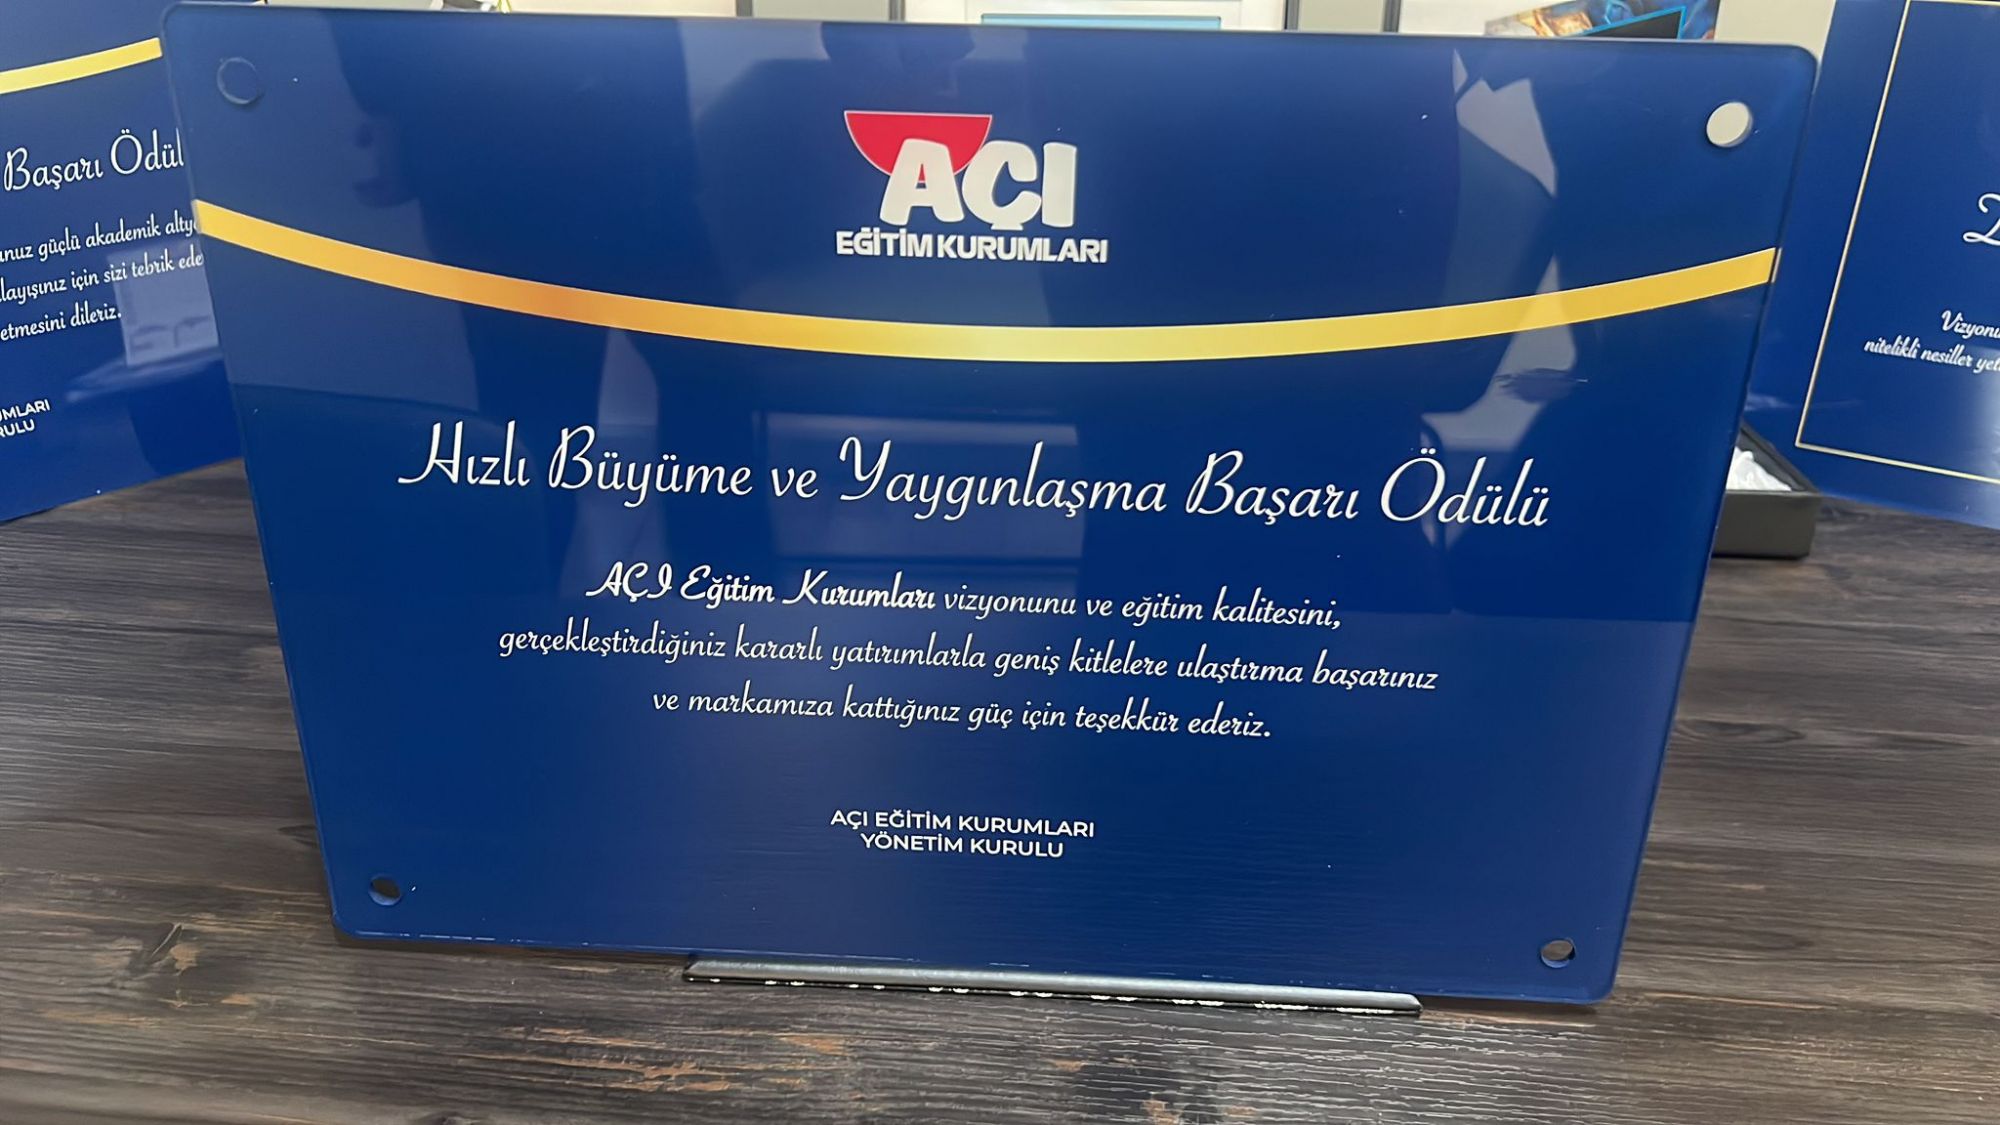 AÇI
EĞİTİM KURUMLARI
Hızlı Büyüme ve Yaygınlaşma Başarı Ödülü
AÇI Eğitim Kurumları vizyonunu ve eğitim kalitesini,
gerçekleştirdiğiniz kararlı yatırımlarla geniş kitlelere ulaştırma başarınız
ve markamıza kattığınız güç için teşekkür ederiz.
AÇI EĞİTİM KURUMLARI
YÖNETİM KURULU
Başarı
güçlü akademik
için sizi tebrik
etmesini dileriz.
nitelikli nesiller